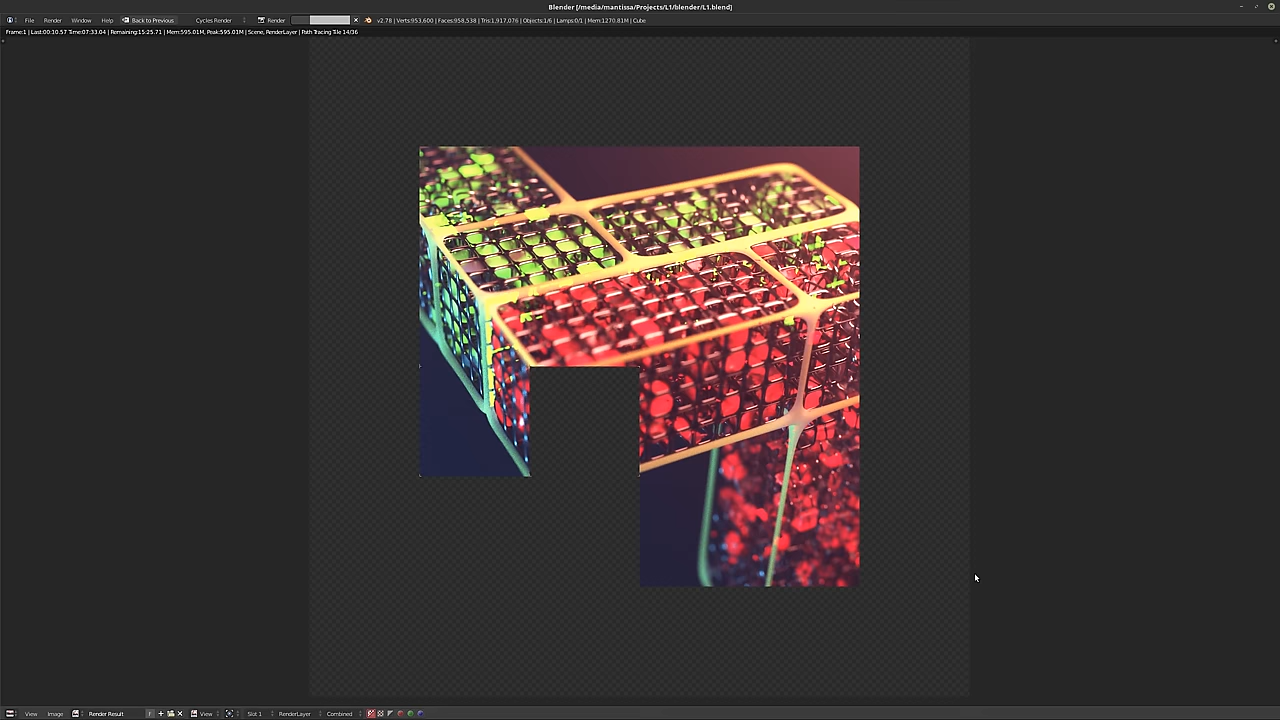 Blender [/media/mantissa/Projects/L1/blender/L1.blend]
File Render Window Help Back to Previous Cycles Render Render v2.78 | Verts:953,600 | Faces:958,538 | Tris:1,917,076 | Objects:1/6 | Lamps:0/1 | Mem:1270.81M | Cube
Frame:1 | Last:00:10.57 Time:07:33.04 | Remaining:15:25.71 | Mem:595.01M, Peak:595.01M | Scene, RenderLayer | Path Tracing Tile 14/36
View Image Render Result F View Slot 1 RenderLayer Combined